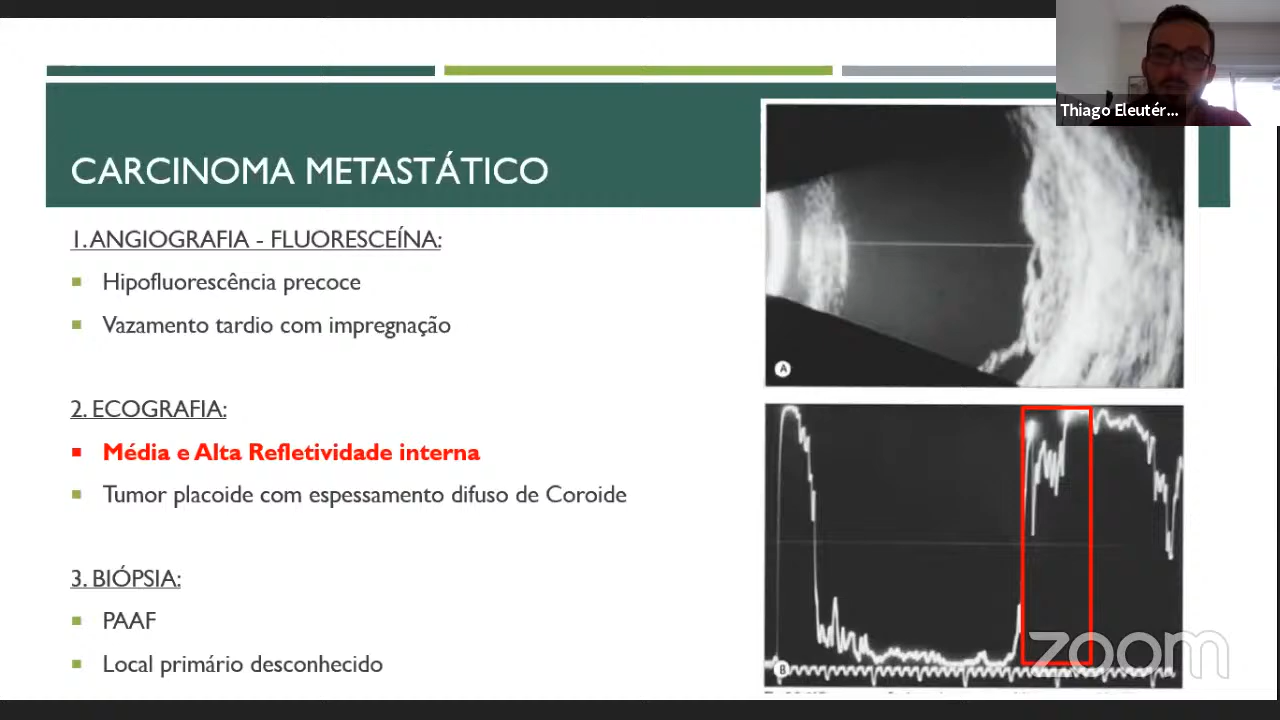 Thiago Eleutér...
CARCINOMA METASTÁTICO
1. ANGIOGRAFIA - FLUORESCEÍNA:
Hipofluorescência precoce
Vazamento tardio com impregnação
2. ECOGRAFIA:
Média e Alta Refletividade interna
Tumor placoide com espessamento difuso de Coroide
3. BIÓPSIA:
PAAF
Local primário desconhecido
A
B
zoom